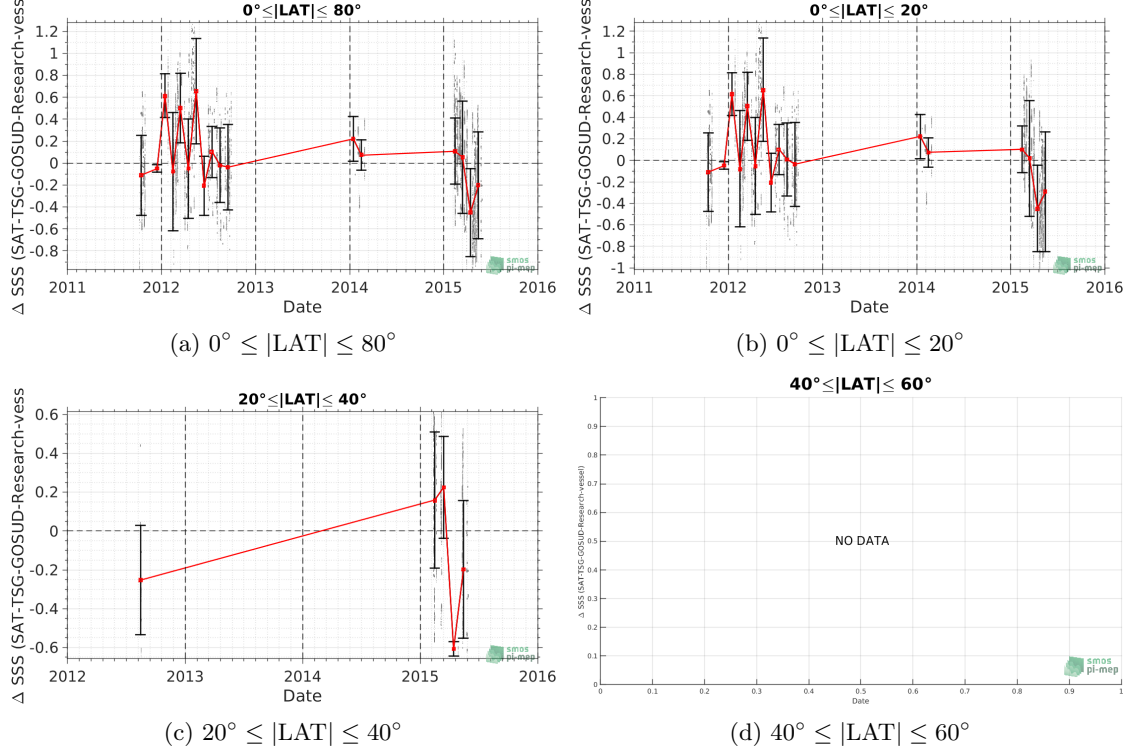 0°≤|LAT|≤ 80°
Δ SSS (SAT-TSG-GOSUD-Research-vess
1.2
1
0.8
0.6
0.4
0.2
0
-0.2
-0.4
-0.6
-0.8
2011 2012 2013 2014 2015 2016
Date
smos
pi-mep
(a) 0° ≤ |LAT| ≤ 80°
0°≤|LAT|≤ 20°
Δ SSS (SAT-TSG-GOSUD-Research-vess
1.2
1
0.8
0.6
0.4
0.2
0
-0.2
-0.4
-0.6
-0.8
-1
2011 2012 2013 2014 2015 2016
Date
smos
pi-mep
(b) 0° ≤ |LAT| ≤ 20°
20°≤|LAT|≤ 40°
Δ SSS (SAT-TSG-GOSUD-Research-vess
0.6
0.4
0.2
0
-0.2
-0.4
-0.6
2012 2013 2014 2015 2016
Date
smos
pi-mep
(c) 20° ≤ |LAT| ≤ 40°
40°≤|LAT|≤ 60°
Δ SSS (SAT-TSG-GOSUD-Research-vessel)
1
0.9
0.8
0.7
0.6
0.5
0.4
0.3
0.2
0.1
0
NO DATA
0 0.1 0.2 0.3 0.4 0.5 0.6 0.7 0.8 0.9 1
Date
smos
pi-mep
(d) 40° ≤ |LAT| ≤ 60°